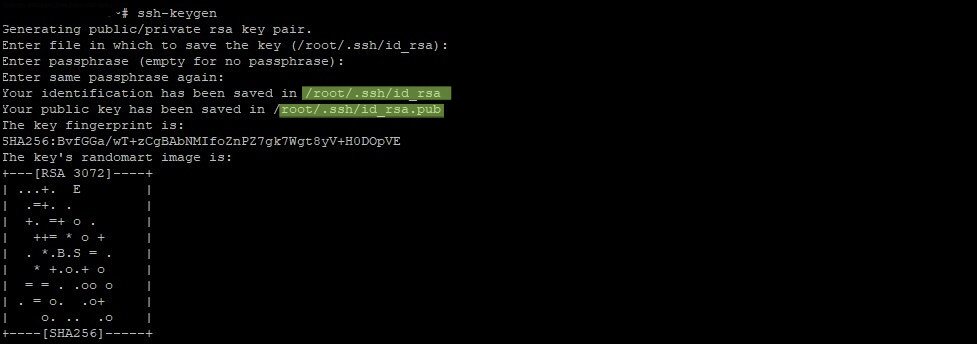 ~# ssh-keygen
Generating public/private rsa key pair.
Enter file in which to save the key (/root/.ssh/id_rsa):
Enter passphrase (empty for no passphrase):
Enter same passphrase again:
Your identification has been saved in /root/.ssh/id_rsa
Your public key has been saved in /root/.ssh/id_rsa.pub
The key fingerprint is:
SHA256:BvfGGa/wT+zCgBAbNMIfoZnPZ7gk7Wgt8yV+H0DOpVE
The key's randomart image is:
+---[RSA 3072]----+
| ...+.  E        |
|  .=+. .         |
|  +. =+ o .      |
|   ++= * o +     |
|  . *.B.S = .    |
|   * +.o.+ o     |
|  = = . .oo o    |
| . = o.  .o+     |
|    o. ..  .o    |
+----[SHA256]-----+